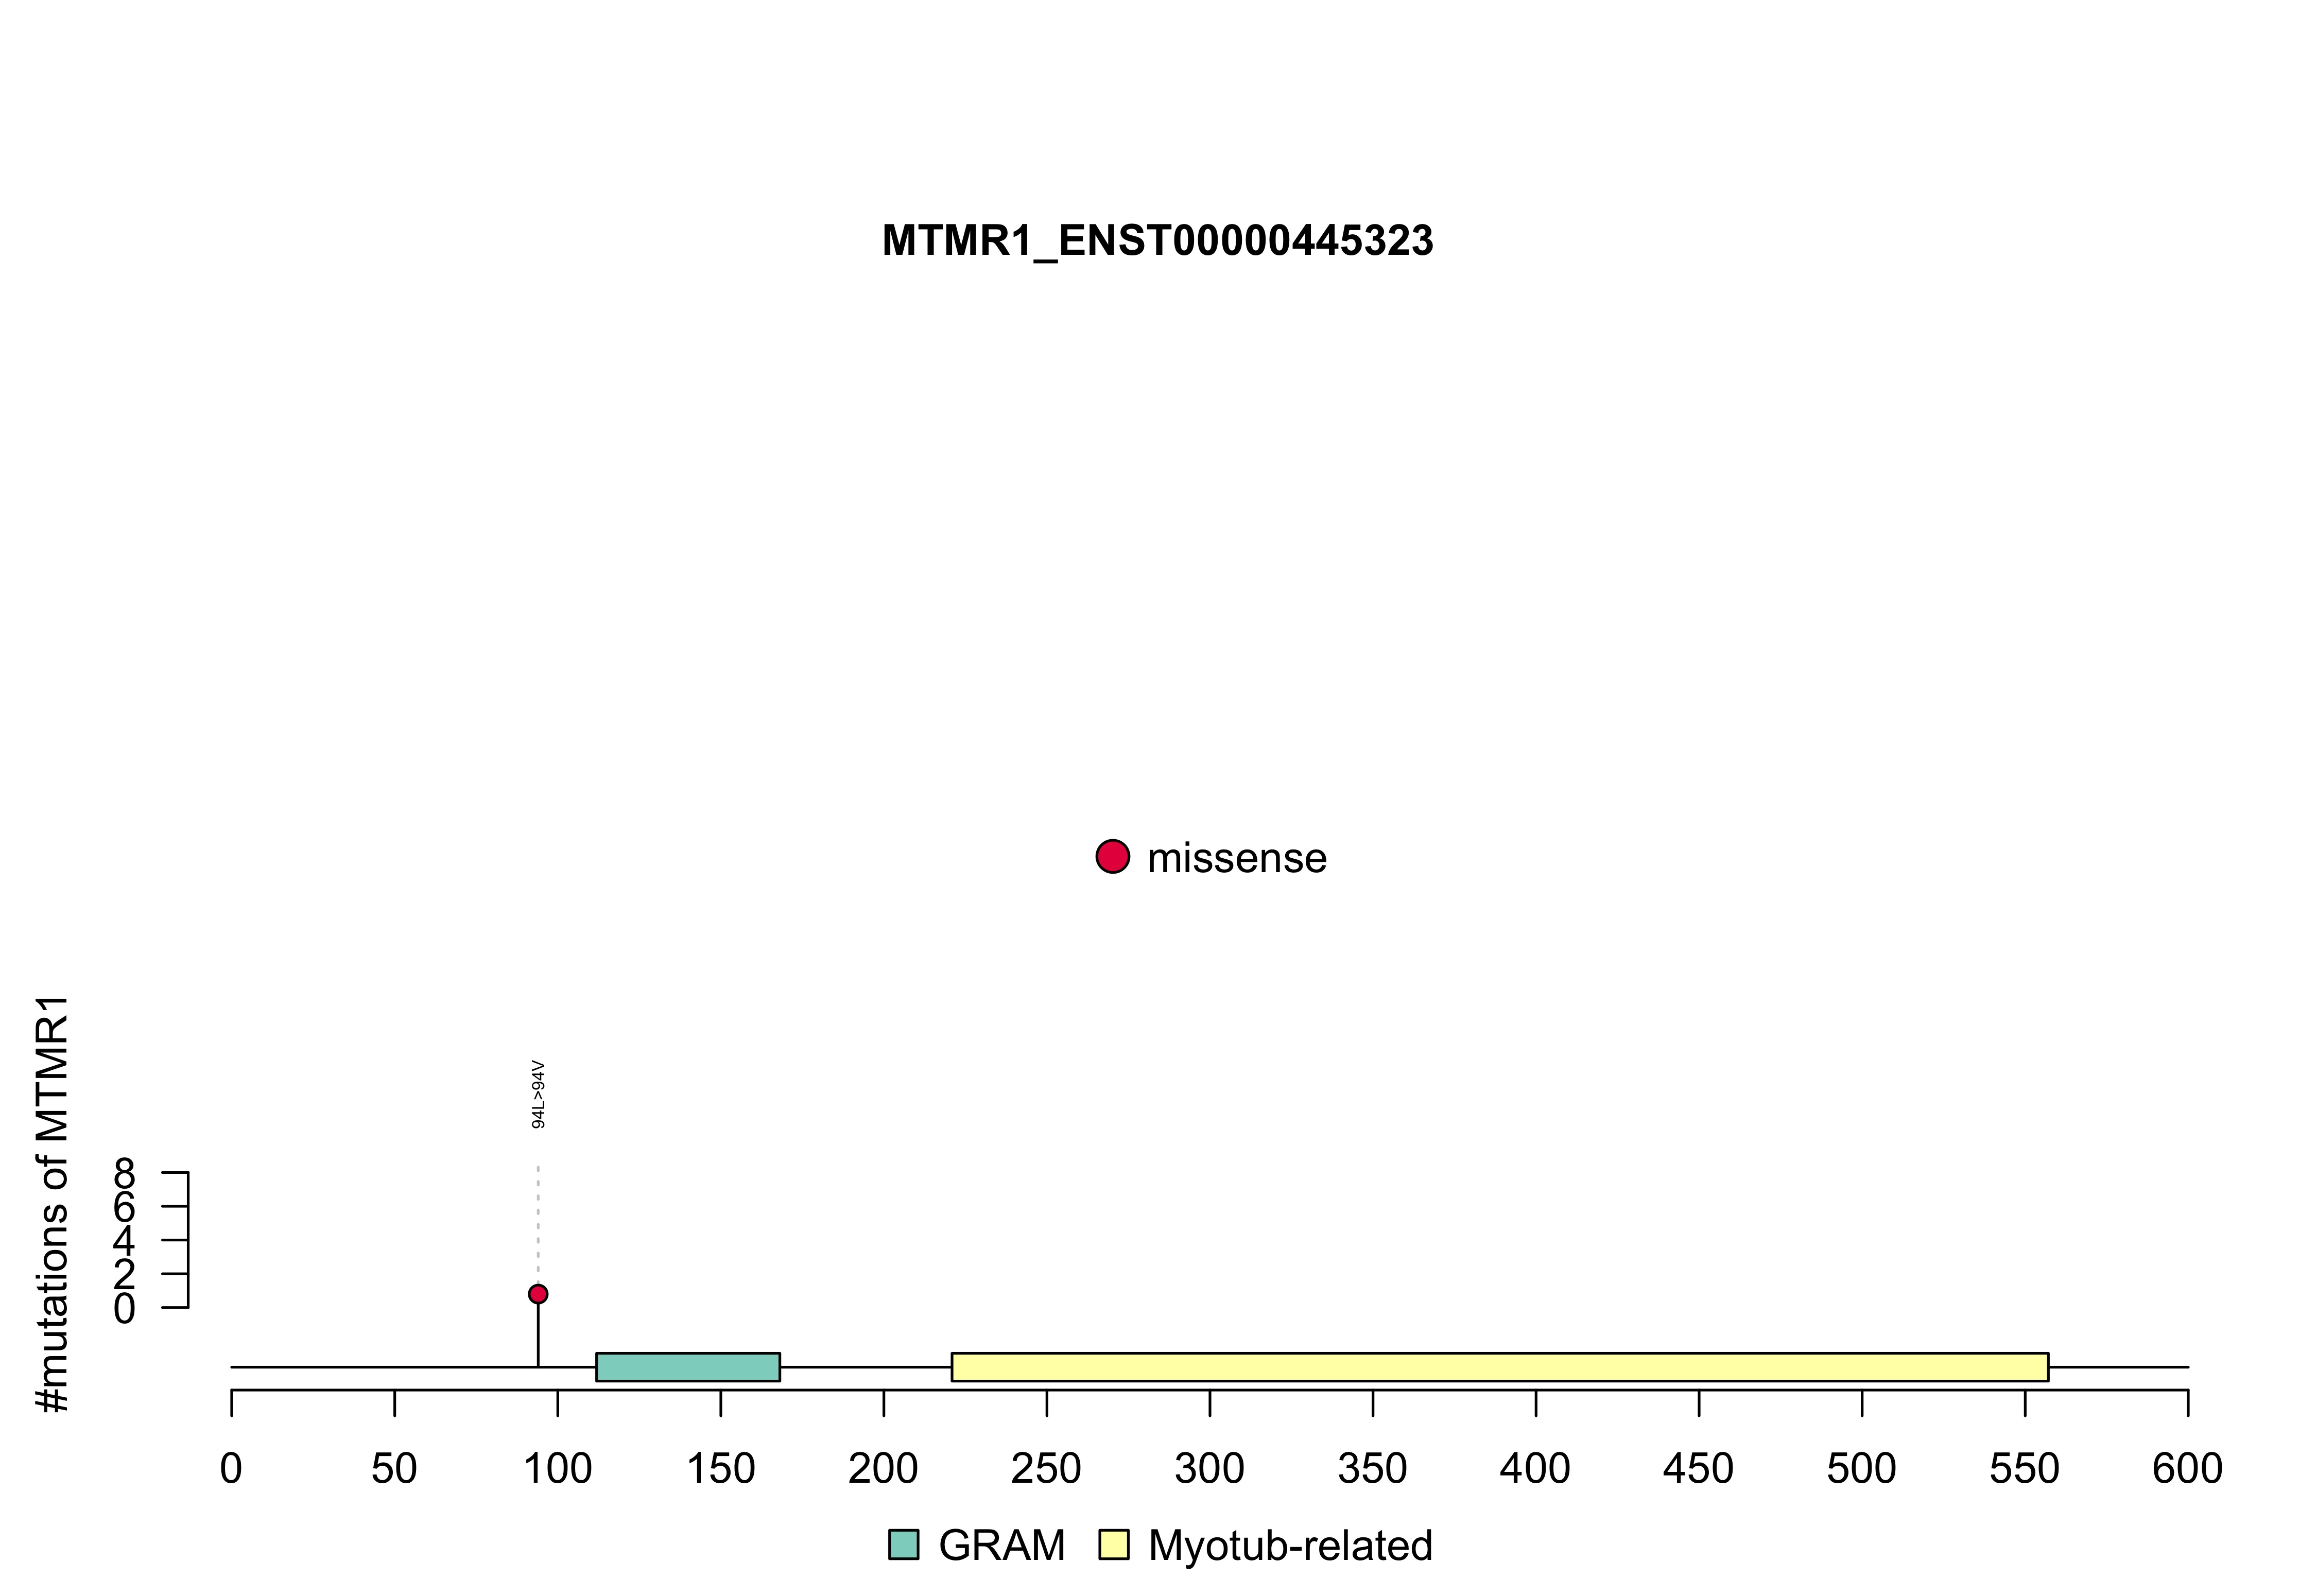 MTMR1_ENST00000445323
missense
#mutations of MTMR1
94L>94V
8
6
4
2
0
0 50 100 150 200 250 300 350 400 450 500 550 600
GRAM Myotub-related